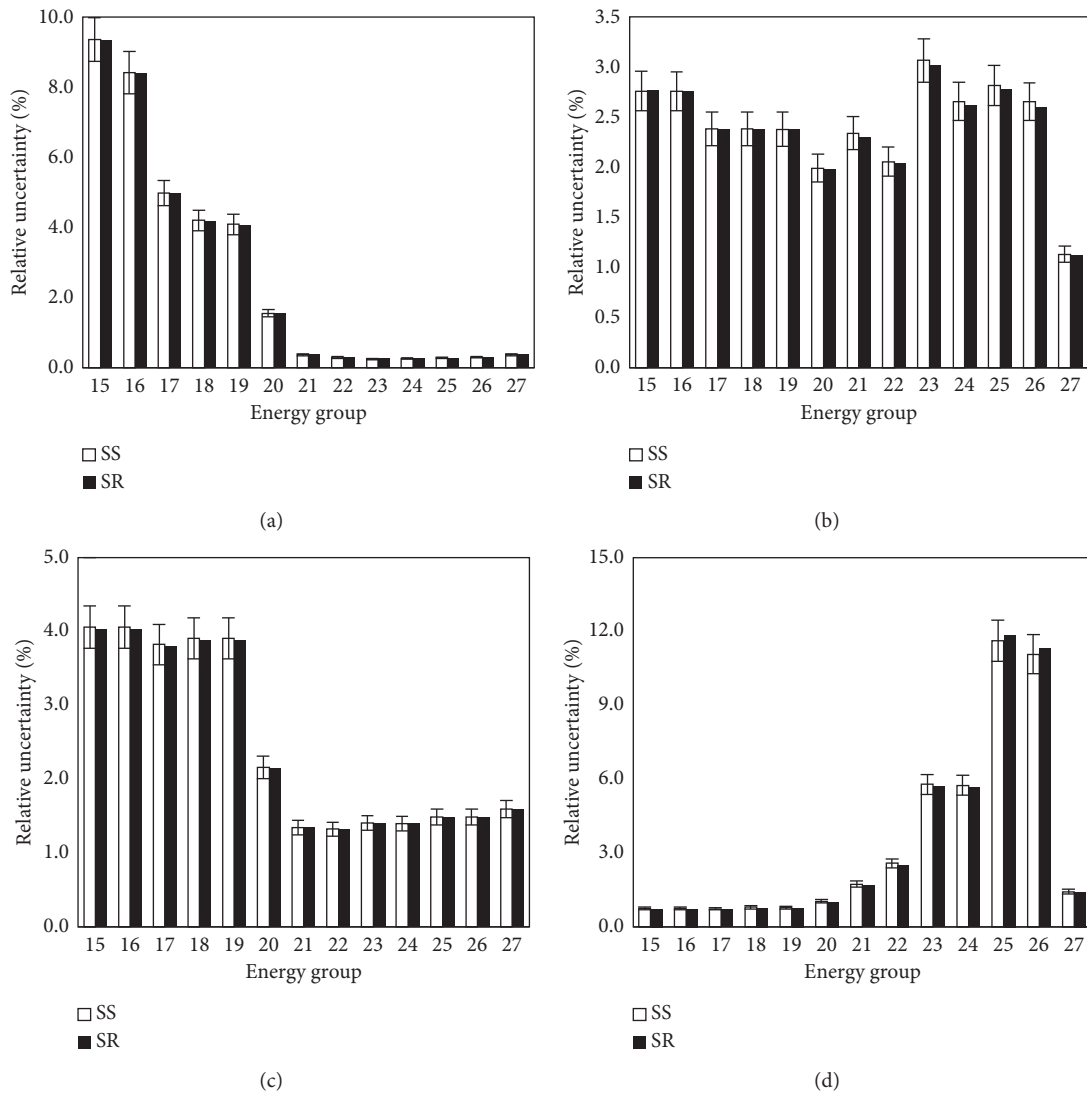 Relative uncertainty (%)
10.0
8.0
6.0
4.0
2.0
0.0
15 16 17 18 19 20 21 22 23 24 25 26 27
Energy group
SS
SR
(a)
Relative uncertainty (%)
3.5
3.0
2.5
2.0
1.5
1.0
0.5
0.0
15 16 17 18 19 20 21 22 23 24 25 26 27
Energy group
SS
SR
(b)
Relative uncertainty (%)
5.0
4.0
3.0
2.0
1.0
0.0
15 16 17 18 19 20 21 22 23 24 25 26 27
Energy group
SS
SR
(c)
Relative uncertainty (%)
15.0
12.0
9.0
6.0
3.0
0.0
15 16 17 18 19 20 21 22 23 24 25 26 27
Energy group
SS
SR
(d)